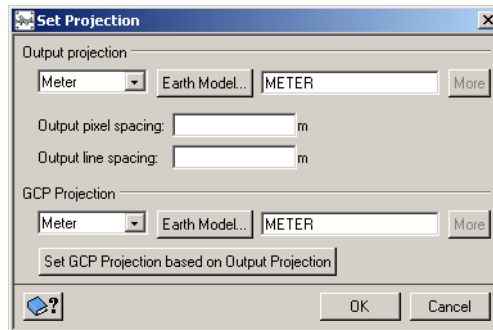 Set Projection
Output projection
Meter Earth Model... METER More
Output pixel spacing: m
Output line spacing: m
GCP Projection
Meter Earth Model... METER More
Set GCP Projection based on Output Projection
? OK Cancel